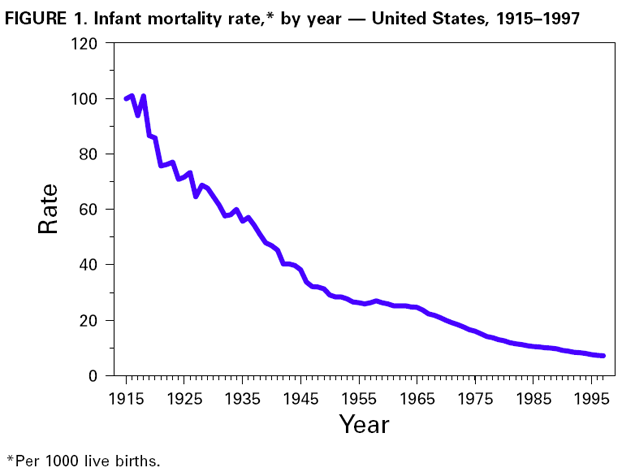 FIGURE 1. Infant mortality rate,* by year — United States, 1915–1997
120
100
80
60
40
20
0
Rate
1915 1925 1935 1945 1955 1965 1975 1985 1995
Year
*Per 1000 live births.